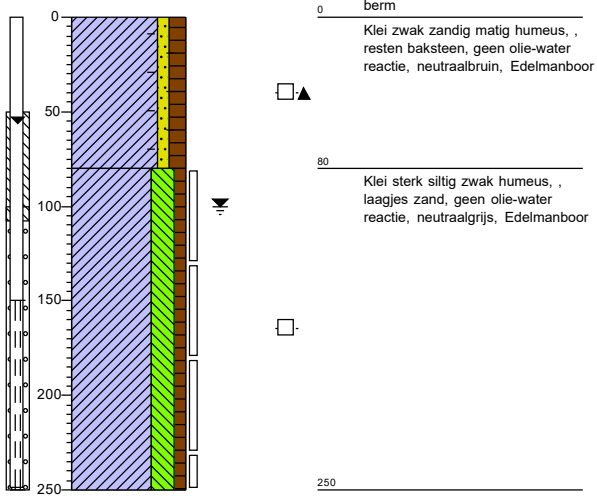 berm
0
0
Klei zwak zandig matig humeus, ,
resten baksteen, geen olie-water
reactie, neutraalbruin, Edelmanboor
50
80
Klei sterk siltig zwak humeus, ,
laagjes zand, geen olie-water
reactie, neutraalgrijs, Edelmanboor
100
150
200
250
250